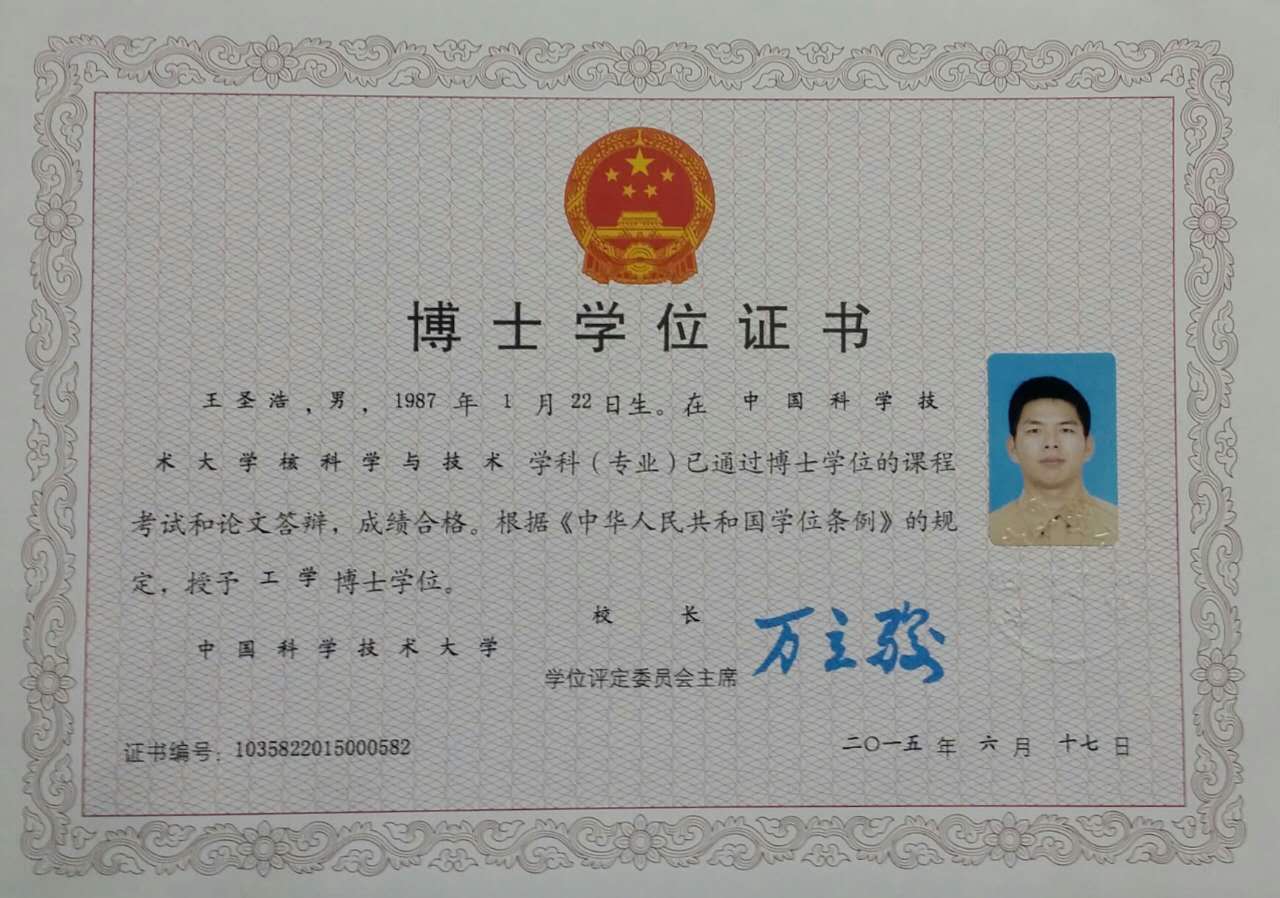 博士学位证书
王圣浩，男，1987年1月22日生。在中国科学技
术大学核科学与技术学科（专业）已通过博士学位的课程
考试和论文答辩，成绩合格。根据《中华人民共和国学位条例》的规
定，授予工学博士学位。
校长
中国科学技术大学
万立骏
学位评定委员会主席
证书编号：1035822015000582
二〇一五年六月十七日